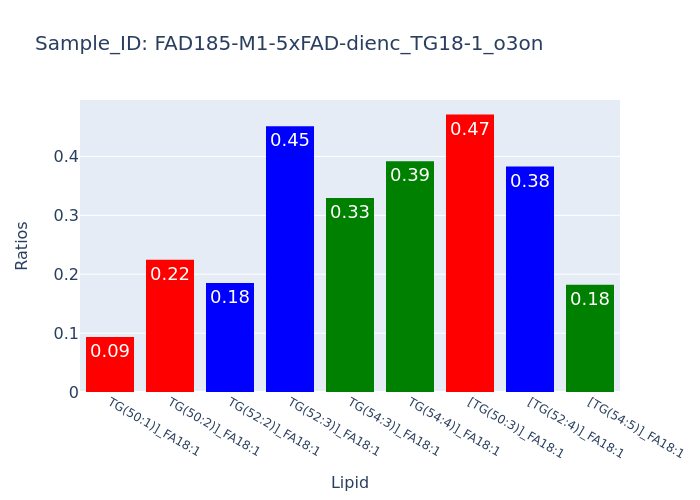 Sample_ID: FAD185-M1-5xFAD-dienc_TG18-1_o3on
Ratios
0.4
0.3
0.2
0.1
0
0.09
0.22
0.18
0.45
0.33
0.39
0.47
0.38
0.18
TG(50:1)]_FA18:1
TG(50:2)]_FA18:1
TG(52:2)]_FA18:1
TG(52:3)]_FA18:1
TG(54:3)]_FA18:1
TG(54:4)]_FA18:1
[TG(50:3)]_FA18:1
[TG(52:4)]_FA18:1
[TG(54:5)]_FA18:1
Lipid